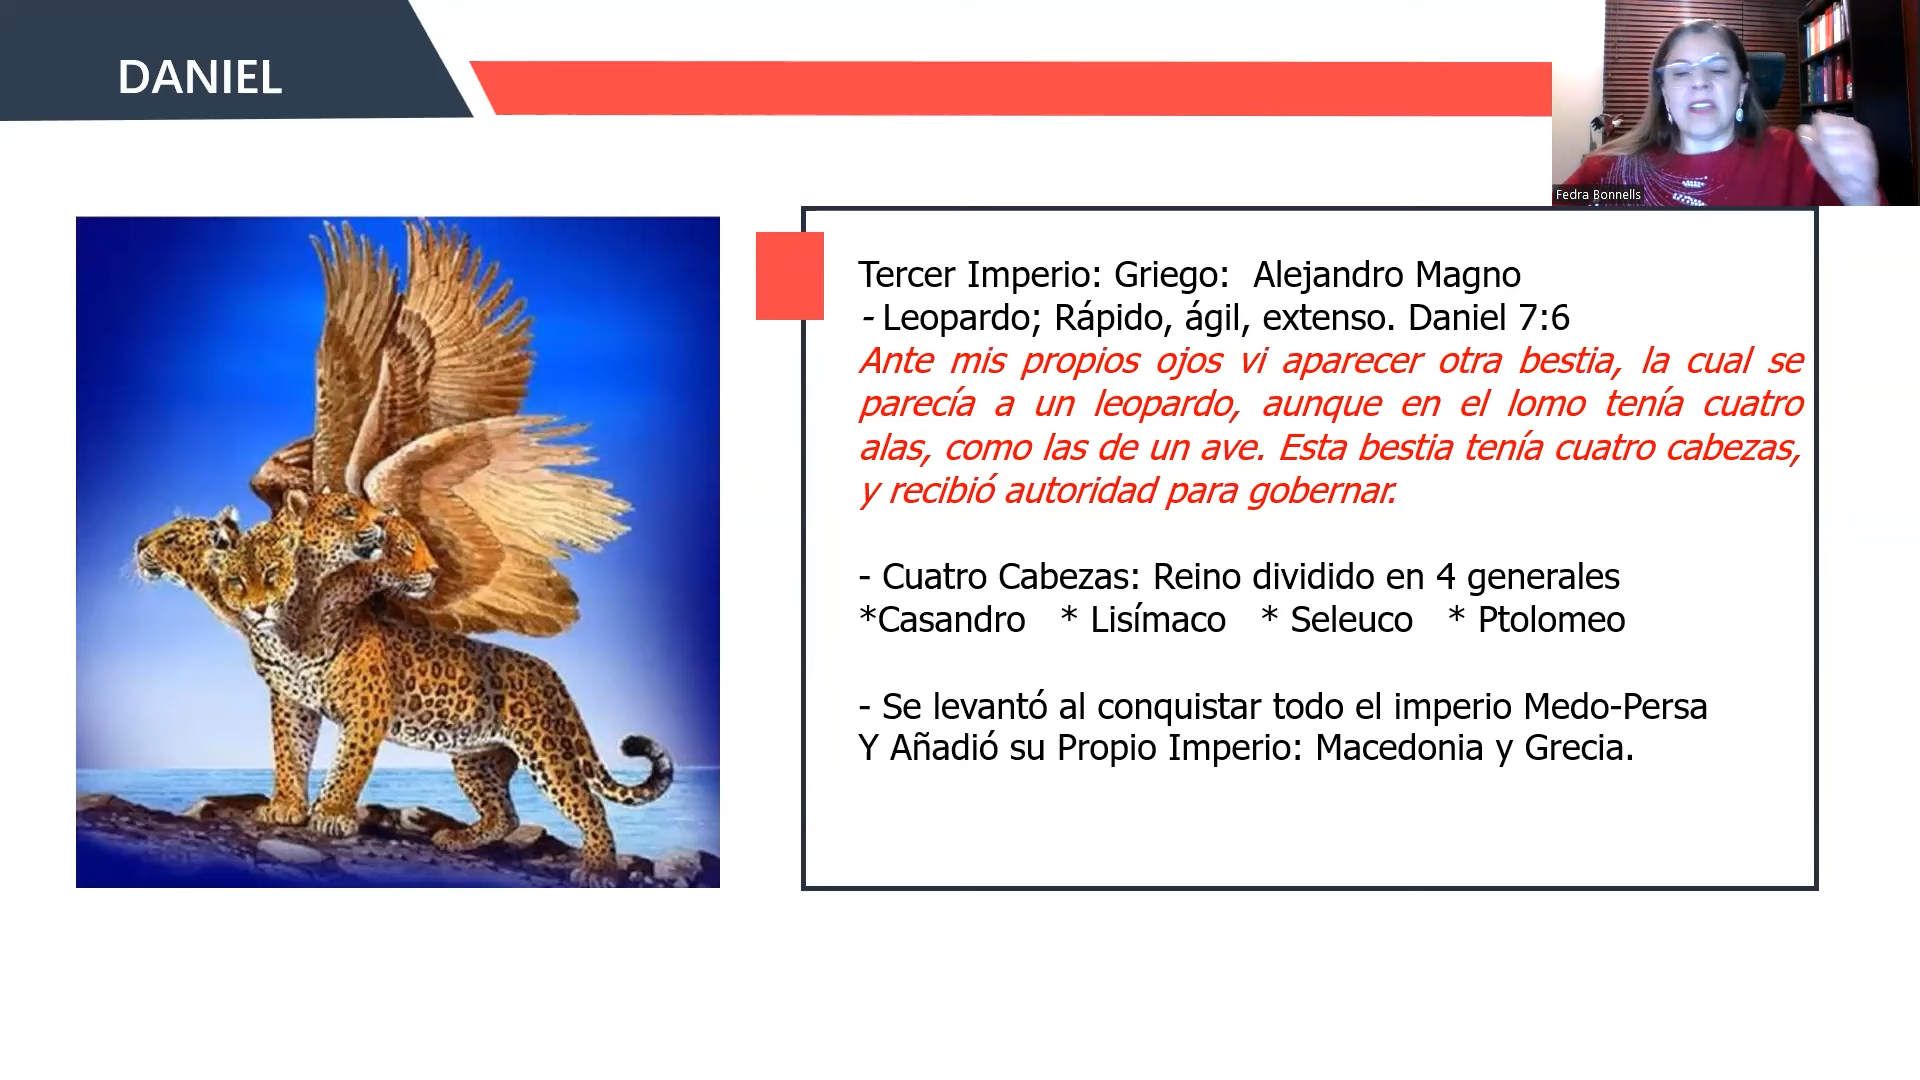 DANIEL
Fedra Bonnells
Tercer Imperio: Griego: Alejandro Magno
- Leopardo; Rápido, ágil, extenso. Daniel 7:6
Ante mis propios ojos vi aparecer otra bestia, la cual se
parecía a un leopardo, aunque en el lomo tenía cuatro
alas, como las de un ave. Esta bestia tenía cuatro cabezas,
y recibió autoridad para gobernar.
- Cuatro Cabezas: Reino dividido en 4 generales
*Casandro * Lisímaco * Seleuco * Ptolomeo
- Se levantó al conquistar todo el imperio Medo-Persa
Y Añadió su Propio Imperio: Macedonia y Grecia.